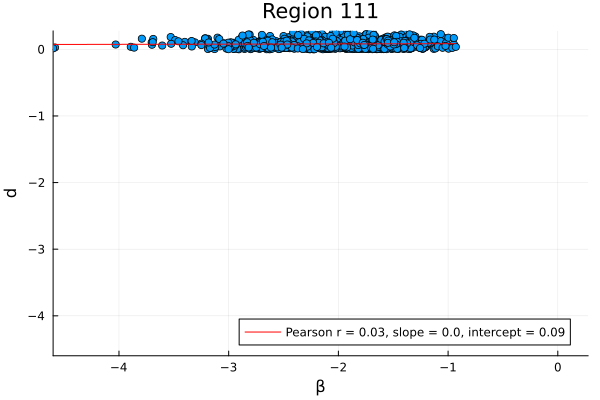 Region 111
d
0
−1
−2
−3
−4
Pearson r = 0.03, slope = 0.0, intercept = 0.09
−4
−3
−2
−1
0
β